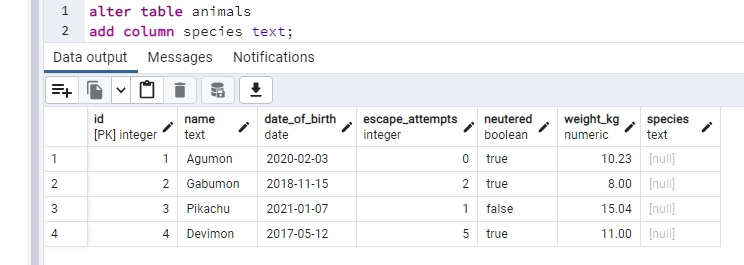 1 alter table animals
2 add column species text;
Data output Messages Notifications
id name date_of_birth escape_attempts neutered weight_kg species
[PK] integer text date integer boolean numeric text
1 1 Agumon 2020-02-03 0 true 10.23 [null]
2 2 Gabumon 2018-11-15 2 true 8.00 [null]
3 3 Pikachu 2021-01-07 1 false 15.04 [null]
4 4 Devimon 2017-05-12 5 true 11.00 [null]